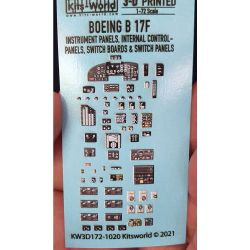 kits-World 3-D PRINTED
1-72 Scale
BOEING B 17F
INSTRUMENT PANELS, INTERNAL CONTROL-
PANELS, SWITCH BOARDS & SWITCH PANELS
KW3D172-1020 Kitsworld © 2021